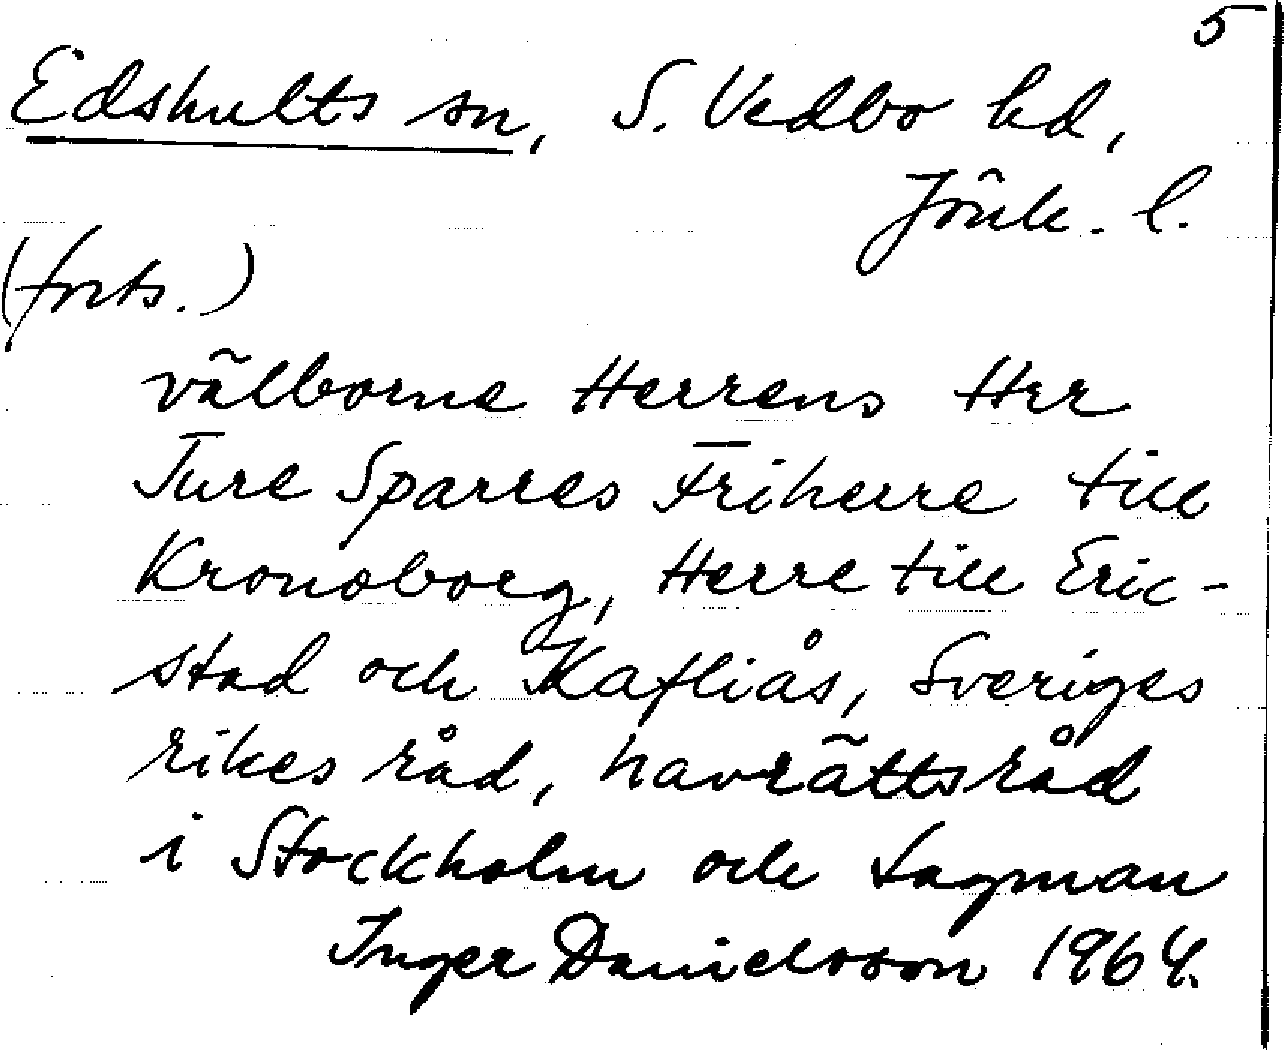 5
Edshults sn, S. Vedbo hd,
Jönk. l.
(forts.)
välborne Herrens Herr
Ture Sparres Friherre till
Kronoborg, Herre till Eric-
stad och Kafliås, Sveriges
rikes råd, havrättsråd
i Stockholm och Lagman
Inger Danielsson 1964.